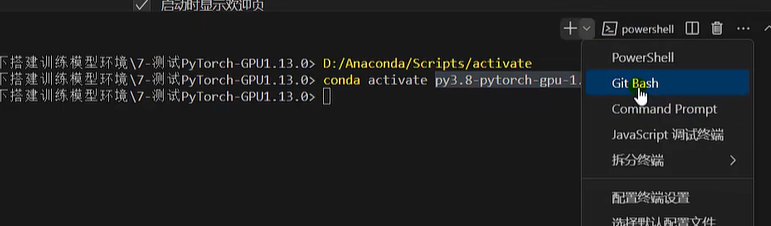 启动时显示欢迎页
powershell
下搭建训练模型环境\7-测试PyTorch-GPU1.13.0> D:/Anaconda/Scripts/activate
下搭建训练模型环境\7-测试PyTorch-GPU1.13.0> conda activate py3.8-pytorch-gpu-1.
下搭建训练模型环境\7-测试PyTorch-GPU1.13.0>
PowerShell
Git Bash
Command Prompt
JavaScript 调试终端
拆分终端
配置终端设置
选择默认配置文件